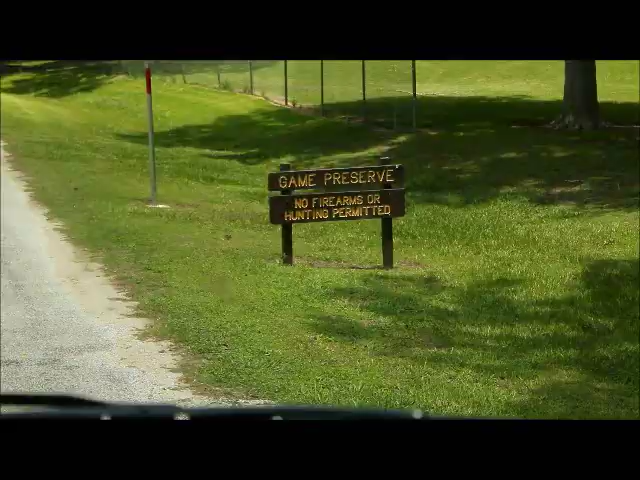 GAME PRESERVE
NO FIREARMS OR
HUNTING PERMITTED